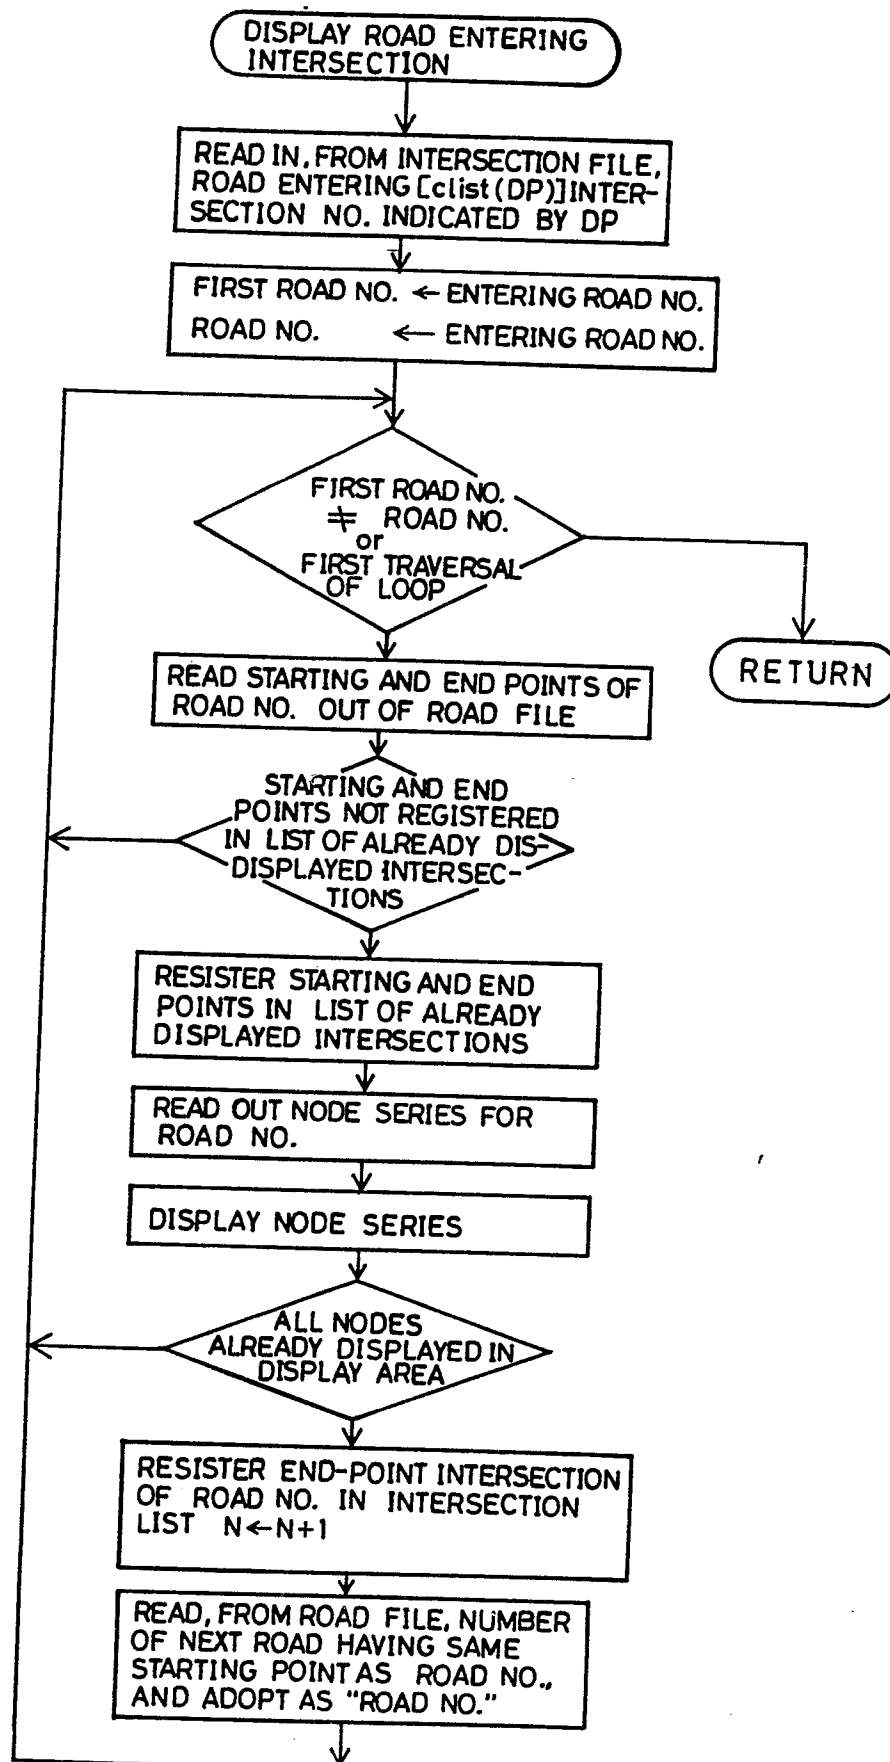 DISPLAY ROAD ENTERING
INTERSECTION
READ IN, FROM INTERSECTION FILE,
ROAD ENTERING [clist(DP)]INTER-
SECTION NO. INDICATED BY DP
FIRST ROAD NO. ← ENTERING ROAD NO.
ROAD NO. ← ENTERING ROAD NO.
FIRST ROAD NO.
≠ ROAD NO.
or
FIRST TRAVERSAL
OF LOOP
RETURN
READ STARTING AND END POINTS OF
ROAD NO. OUT OF ROAD FILE
STARTING AND END
POINTS NOT REGISTERED
IN LIST OF ALREADY DIS-
DISPLAYED INTERSEC-
TIONS
RESISTER STARTING AND END
POINTS IN LIST OF ALREADY
DISPLAYED INTERSECTIONS
READ OUT NODE SERIES FOR
ROAD NO.
DISPLAY NODE SERIES
ALL NODES
ALREADY DISPLAYED IN
DISPLAY AREA
RESISTER END-POINT INTERSECTION
OF ROAD NO. IN INTERSECTION
LIST N←N+1
READ, FROM ROAD FILE, NUMBER
OF NEXT ROAD HAVING SAME
STARTING POINT AS ROAD NO.,
AND ADOPT AS "ROAD NO."